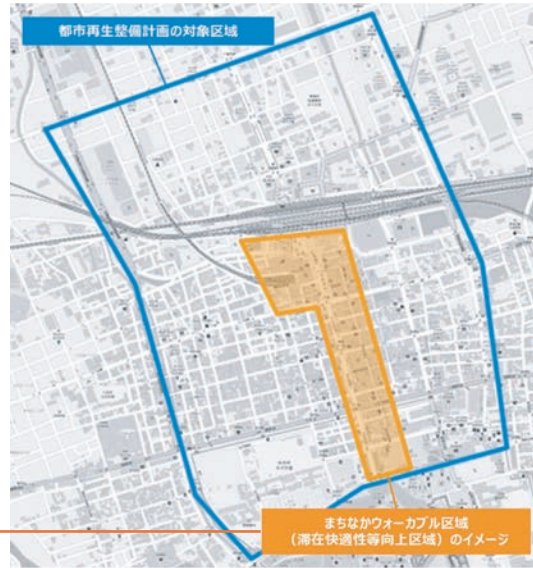 都市再生整備計画の対象区域
まちなかウォーカブル区域
（滞在快適性等向上区域）のイメージ